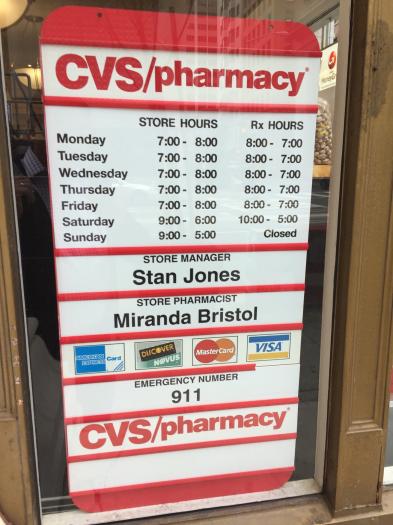 CVS/pharmacy®
STORE HOURS Rx HOURS
Monday 7:00 - 8:00 8:00 - 7:00
Tuesday 7:00 - 8:00 8:00 - 7:00
Wednesday 7:00 - 8:00 8:00 - 7:00
Thursday 7:00 - 8:00 8:00 - 7:00
Friday 7:00 - 8:00 8:00 - 7:00
Saturday 9:00 - 6:00 10:00 - 5:00
Sunday 9:00 - 5:00 Closed
STORE MANAGER
Stan Jones
STORE PHARMACIST
Miranda Bristol
AMERICAN EXPRESS Card DISCOVER NOVUS MasterCard VISA
EMERGENCY NUMBER
911
CVS/pharmacy®